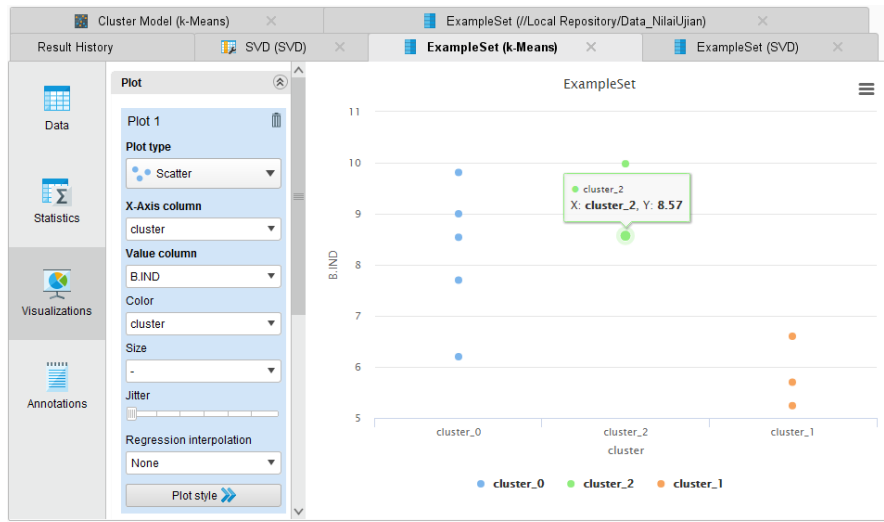 Cluster Model (k-Means)
ExampleSet (//Local Repository/Data_NilaiUjian)
Result History
SVD (SVD)
ExampleSet (k-Means)
ExampleSet (SVD)
Data
Statistics
Visualizations
Annotations
Plot
Plot 1
Plot type
Scatter
X-Axis column
cluster
Value column
B.IND
Color
cluster
Size
-
Jitter
Regression interpolation
None
Plot style
ExampleSet
B.IND
11
10
9
8
7
6
5
cluster_2
X: cluster_2, Y: 8.57
cluster_0
cluster_2
cluster_1
cluster
cluster_0
cluster_2
cluster_1